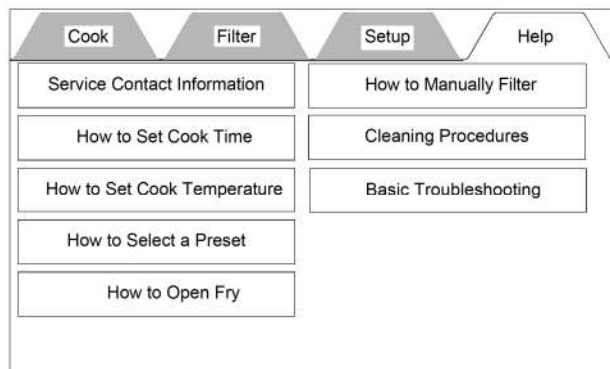 Cook
Filter
Setup
Help
Service Contact Information
How to Set Cook Time
How to Set Cook Temperature
How to Select a Preset
How to Open Fry
How to Manually Filter
Cleaning Procedures
Basic Troubleshooting